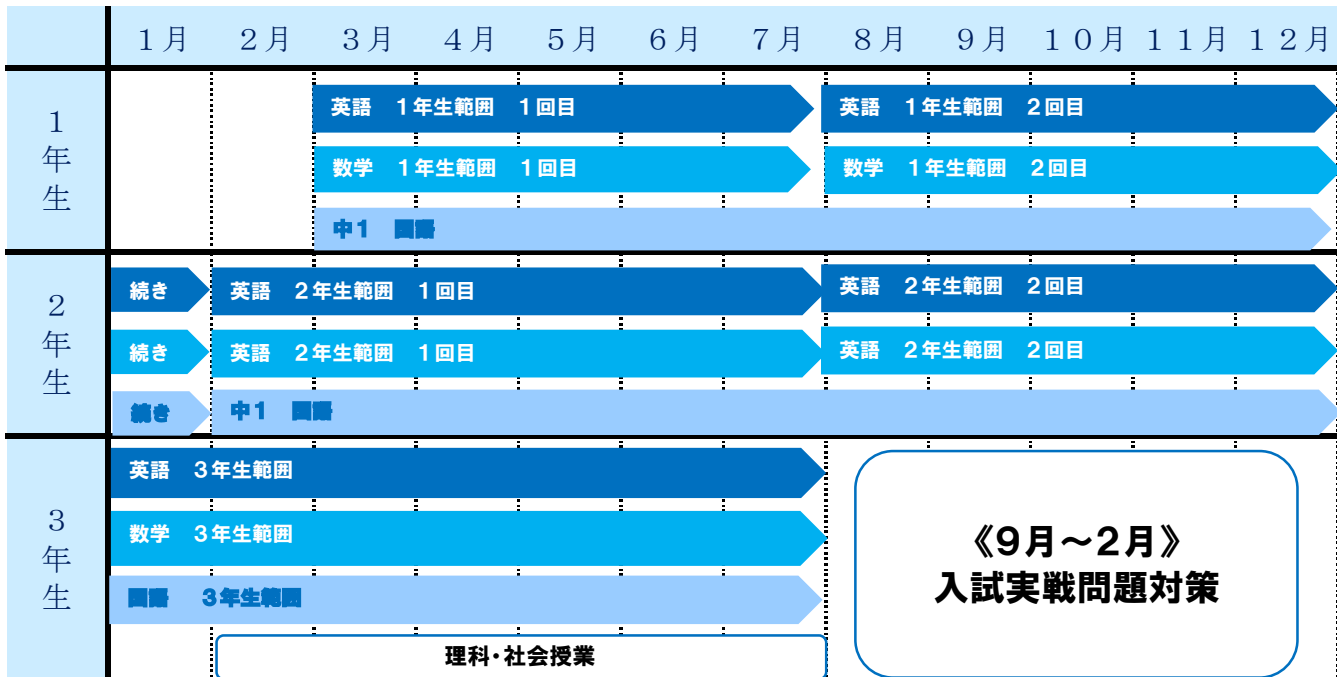 1月 2月 3月 4月 5月 6月 7月 8月 9月 10月 11月 12月
1年生
英語 1年生範囲 1回目
英語 1年生範囲 2回目
数学 1年生範囲 1回目
数学 1年生範囲 2回目
中1 国語
2年生
続き
英語 2年生範囲 1回目
英語 2年生範囲 2回目
続き
英語 2年生範囲 1回目
英語 2年生範囲 2回目
続き
中1 国語
3年生
英語 3年生範囲
数学 3年生範囲
国語 3年生範囲
理科・社会授業
《9月～2月》
入試実戦問題対策